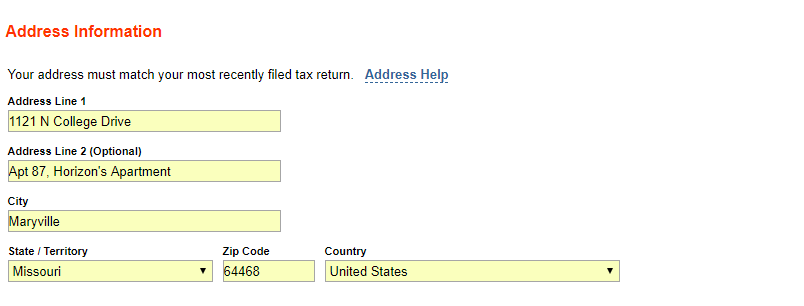 Address Information
Your address must match your most recently filed tax return. Address Help
Address Line 1
1121 N College Drive
Address Line 2 (Optional)
Apt 87, Horizon's Apartment
City
Maryville
State / Territory Zip Code Country
Missouri 64468 United States